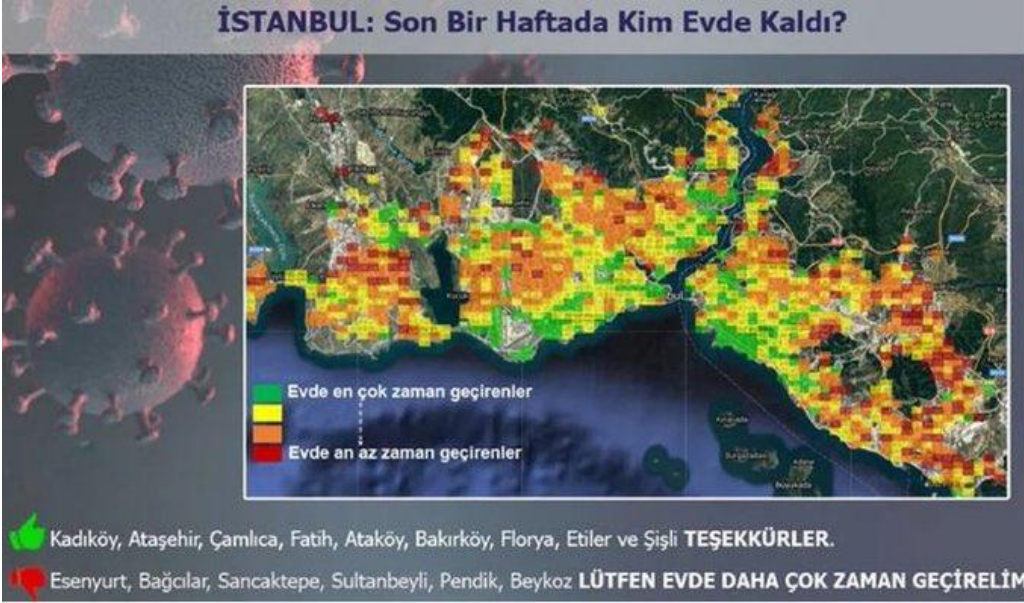 İSTANBUL: Son Bir Haftada Kim Evde Kaldı?
Evde en çok zaman geçirenler
Evde an az zaman geçirenler
Kadıköy, Ataşehir, Çamlıca, Fatih, Ataköy, Bakırköy, Florya, Etiler ve Şişli TEŞEKKÜRLER.
Esenyurt, Bağcılar, Sancaktepe, Sultanbeyli, Pendik, Beykoz LÜTFEN EVDE DAHA ÇOK ZAMAN GEÇİRELİM